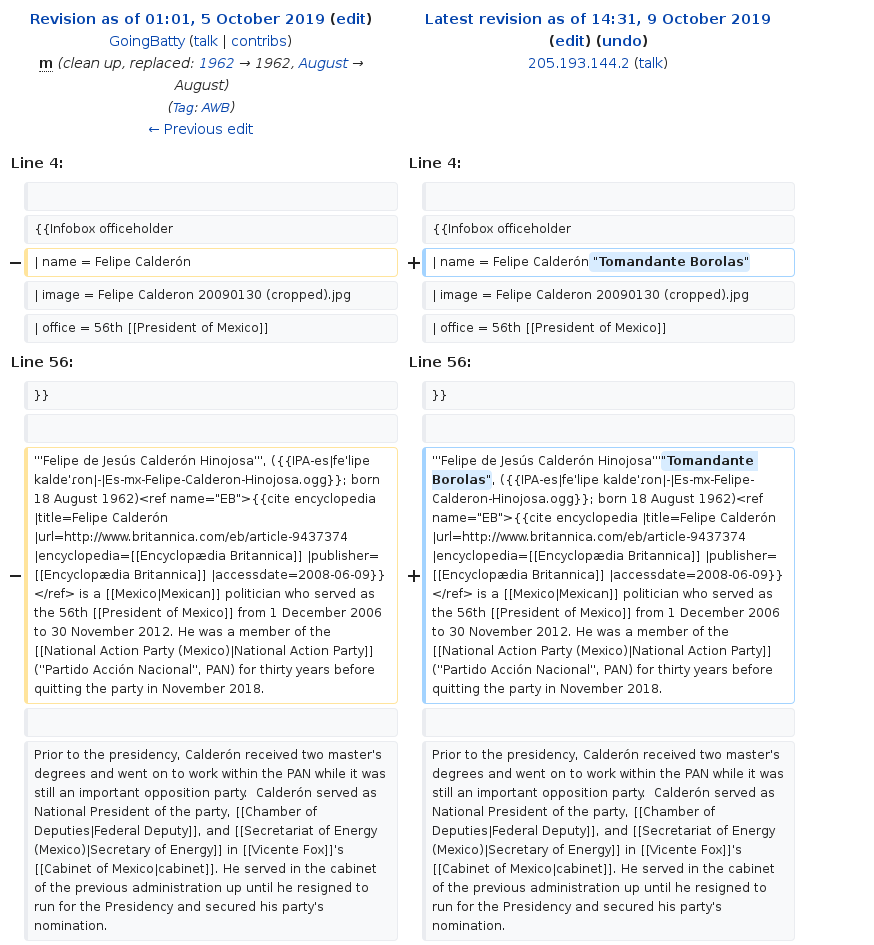 Revision as of 01:01, 5 October 2019 (edit)
GoingBatty (talk | contribs)
m (clean up, replaced: 1962 → 1962, August →
August)
(Tag: AWB)
← Previous edit
Latest revision as of 14:31, 9 October 2019
(edit) (undo)
205.193.144.2 (talk)
Line 4:
Line 4:
{{Infobox officeholder
{{Infobox officeholder
− | name = Felipe Calderón
+ | name = Felipe Calderón "Tomandante Borolas"
| image = Felipe Calderon 20090130 (cropped).jpg
| image = Felipe Calderon 20090130 (cropped).jpg
| office = 56th [[President of Mexico]]
| office = 56th [[President of Mexico]]
Line 56:
Line 56:
}}
}}
−
'''Felipe de Jesús Calderón Hinojosa''', ({{IPA-es|fe'lipe
kalde'ɾon|-|Es-mx-Felipe-Calderon-Hinojosa.ogg}}; born
18 August 1962)<ref name="EB">{{cite encyclopedia
|title=Felipe Calderón
|url=http://www.britannica.com/eb/article-9437374
|encyclopedia=[[Encyclopædia Britannica]] |publisher=
[[Encyclopædia Britannica]] |accessdate=2008-06-09}}
</ref> is a [[Mexico|Mexican]] politician who served as
the 56th [[President of Mexico]] from 1 December 2006
to 30 November 2012. He was a member of the
[[National Action Party (Mexico)|National Action Party]]
(''Partido Acción Nacional'', PAN) for thirty years before
quitting the party in November 2018.
+
'''Felipe de Jesús Calderón Hinojosa'''"Tomandante
Borolas", ({{IPA-es|fe'lipe kalde'ɾon|-|Es-mx-Felipe-
Calderon-Hinojosa.ogg}}; born 18 August 1962)<ref
name="EB">{{cite encyclopedia |title=Felipe Calderón
|url=http://www.britannica.com/eb/article-9437374
|encyclopedia=[[Encyclopædia Britannica]] |publisher=
[[Encyclopædia Britannica]] |accessdate=2008-06-09}}
</ref> is a [[Mexico|Mexican]] politician who served as
the 56th [[President of Mexico]] from 1 December 2006
to 30 November 2012. He was a member of the
[[National Action Party (Mexico)|National Action Party]]
(''Partido Acción Nacional'', PAN) for thirty years before
quitting the party in November 2018.
Prior to the presidency, Calderón received two master's
degrees and went on to work within the PAN while it was
still an important opposition party.  Calderón served as
National President of the party, [[Chamber of
Deputies|Federal Deputy]], and [[Secretariat of Energy
(Mexico)|Secretary of Energy]] in [[Vicente Fox]]'s
[[Cabinet of Mexico|cabinet]]. He served in the cabinet
of the previous administration up until he resigned to
run for the Presidency and secured his party's
nomination.
Prior to the presidency, Calderón received two master's
degrees and went on to work within the PAN while it was
still an important opposition party.  Calderón served as
National President of the party, [[Chamber of
Deputies|Federal Deputy]], and [[Secretariat of Energy
(Mexico)|Secretary of Energy]] in [[Vicente Fox]]'s
[[Cabinet of Mexico|cabinet]]. He served in the cabinet
of the previous administration up until he resigned to
run for the Presidency and secured his party's
nomination.